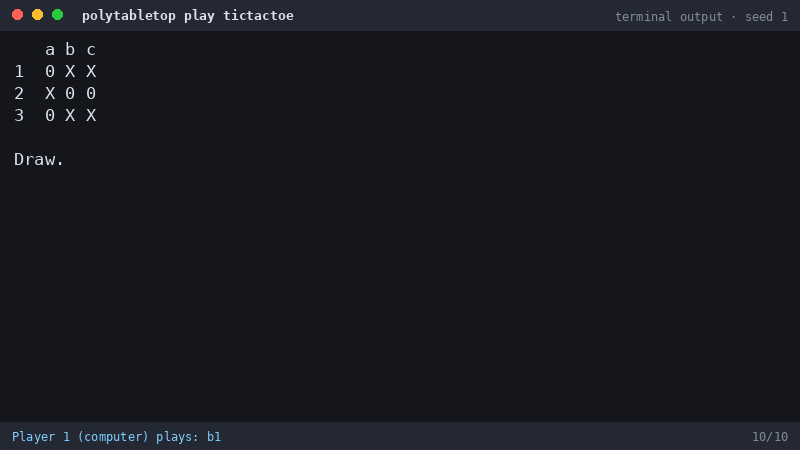 polytabletop play tictactoe
terminal output · seed 1
a b c
1 0 X X
2 X 0 0
3 0 X X
Draw.
Player 1 (computer) plays: b1
10/10